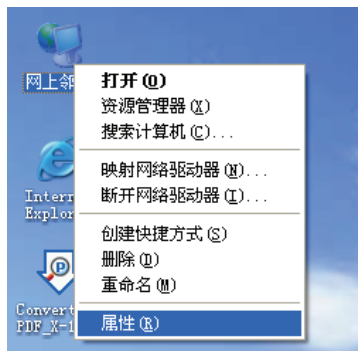 网上邻
打开(O)
资源管理器(X)
搜索计算机(C)...
映射网络驱动器(N)...
断开网络驱动器(I)...
Intern
Explor
创建快捷方式(S)
删除(D)
重命名(M)
Convert
PDF_X-1
属性(R)